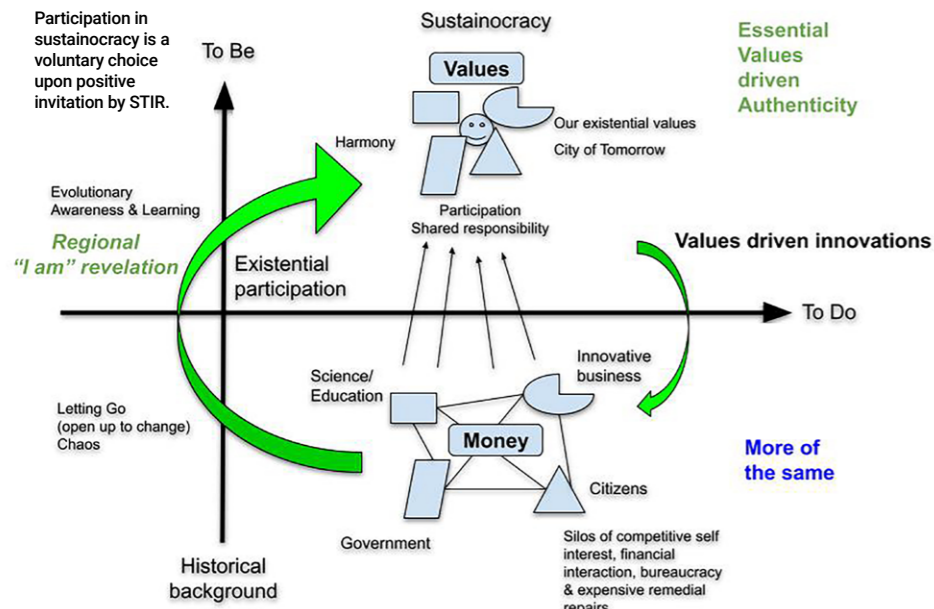 Participation in
sustainocracy is a
voluntary choice
upon positive
invitation by STIR.
To Be
Sustainocracy
Values
Essential
Values
driven
Authenticity
Our existential values
City of Tomorrow
Harmony
Participation
Shared responsibility
Evolutionary
Awareness & Learning
Regional
“I am” revelation
Existential
participation
Values driven innovations
To Do
Science/
Education
Innovative
business
Letting Go
(open up to change)
Chaos
Money
More of
the same
Citizens
Government
Silos of competitive self
interest, financial
interaction, bureaucracy
& expensive remedial
repairs
Historical
background